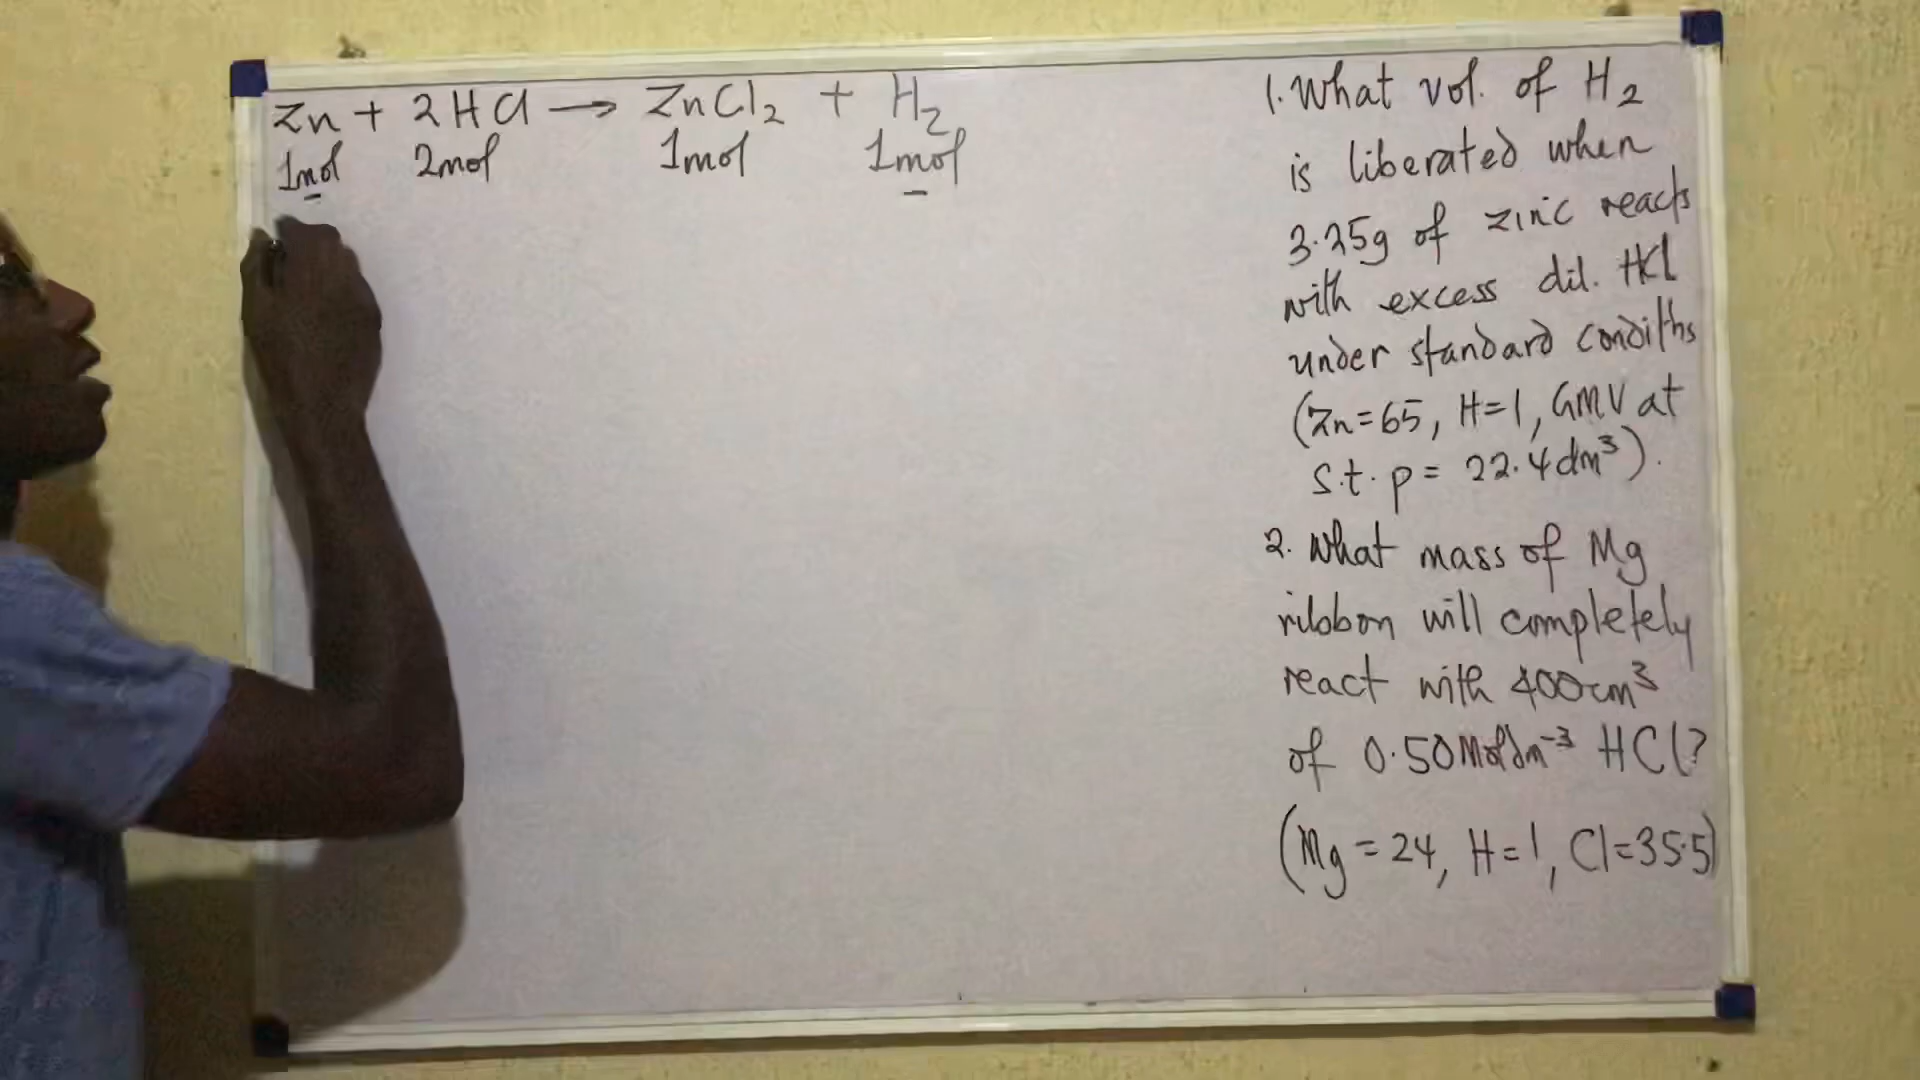 Zn + 2HCl → ZnCl₂ + H₂
1mol 2mol 1mol 1mol
1. What vol. of H₂
is liberated when
3.25g of zinc reacts
with excess dil. HCl
under standard condiths
(Zn=65, H=1, GMV at
s.t.p = 22.4dm³).
2. What mass of Mg
ribbon will completely
react with 400cm³
of 0.50Moldm⁻³ HCl?
(Mg = 24, H=1, Cl=35.5)